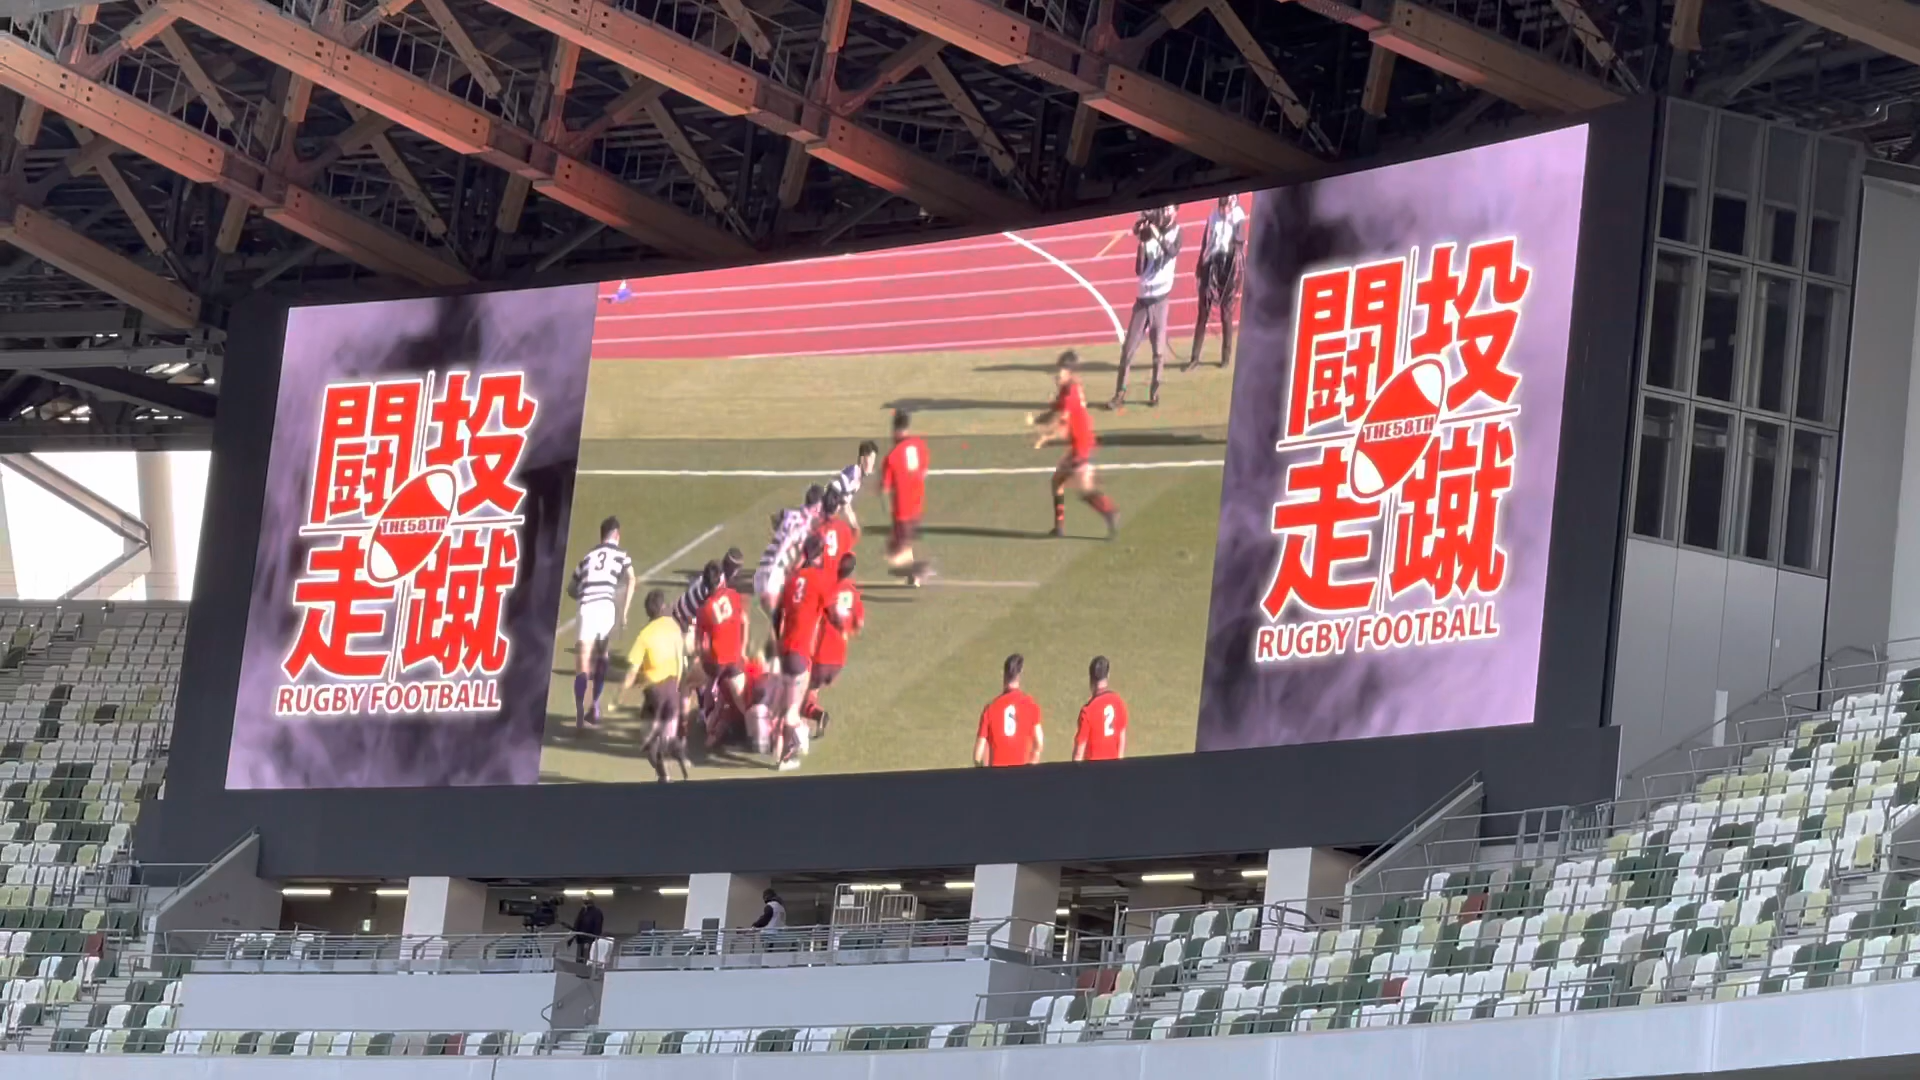 闘投
THE58TH
走蹴
RUGBY FOOTBALL
3
13
9
3
8
6
2
闘投
THE58TH
走蹴
RUGBY FOOTBALL